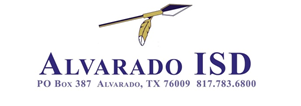 ALVARADO ISD
PO BOX 387 ALVARADO, TX 76009 817.783.6800